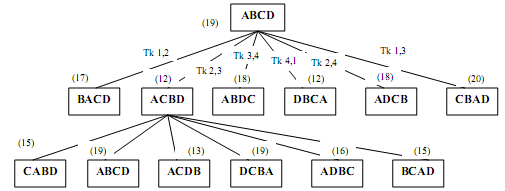 (19) ABCD
Tk 1,2 Tk 2,3 Tk 3,4 Tk 4,1 Tk 2,4 Tk 1,3
(17) (12) (18) (12) (18) (20)
BACD ACBD ABDC DBCA ADCB CBAD
(15) (19) (13) (19) (16) (15)
CABD ABCD ACDB DCBA ADBC BCAD